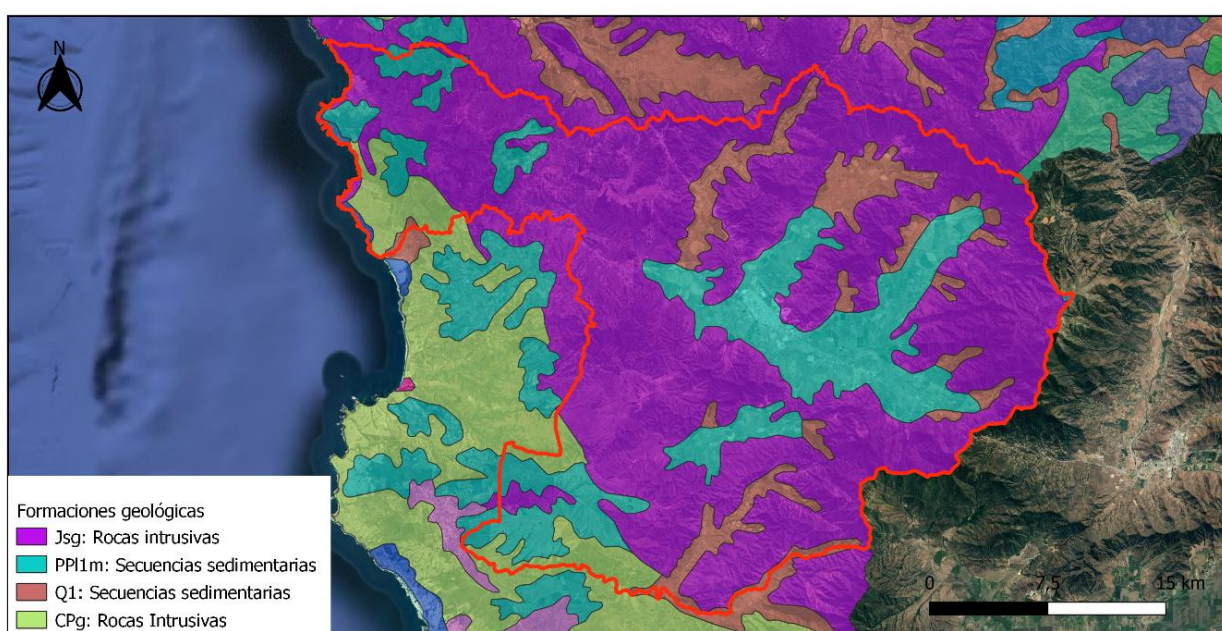 N
Formaciones geológicas
Jsg: Rocas intrusivas
PPl1m: Secuencias sedimentarias
Q1: Secuencias sedimentarias
CPg: Rocas Intrusivas
0 7,5 15 km